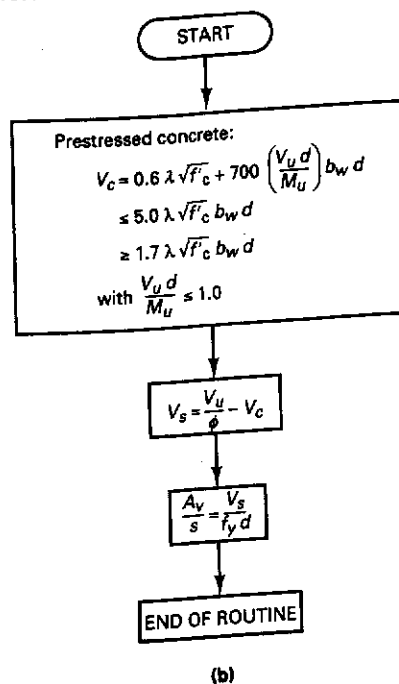 START
Prestressed concrete:
V_c = 0.6 λ √f'_c + 700 (V_u d / M_u) b_w d
≤ 5.0 λ √f'_c b_w d
≥ 1.7 λ √f'_c b_w d
with V_u d / M_u ≤ 1.0
V_s = V_u / ϕ − V_c
A_v / s = V_s / f_y d
END OF ROUTINE
(b)